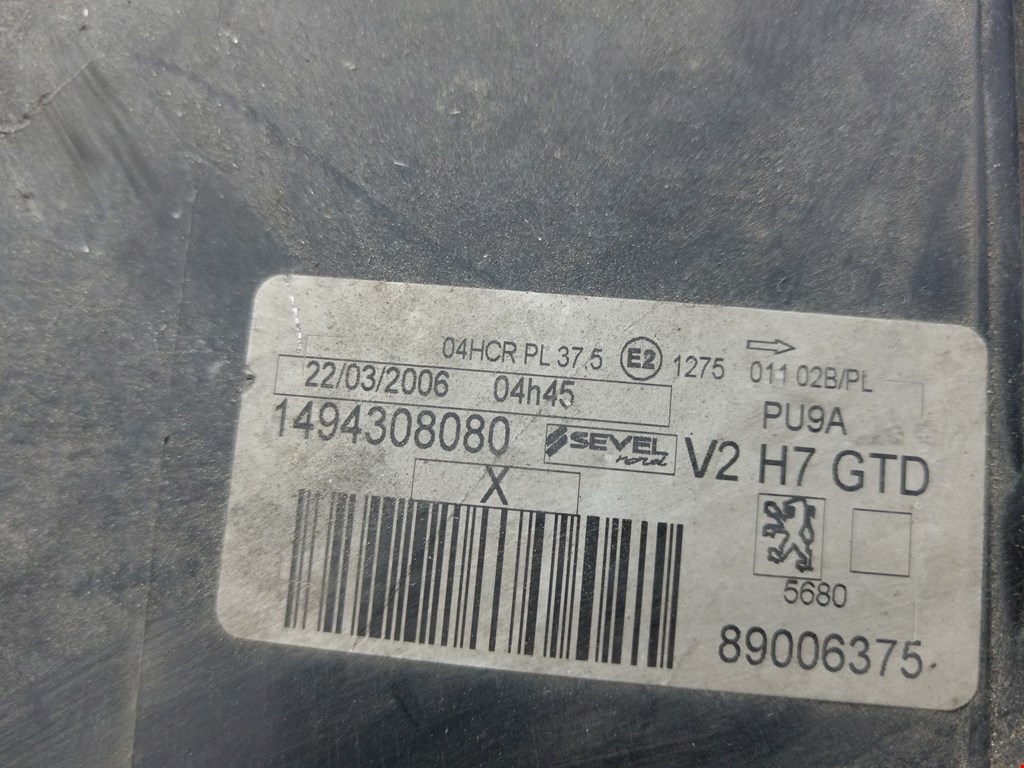 04HCR PL 37.5 E2 1275 011 02B/PL
22/03/2006 04h45
PU9A
1494308080 SEVEL nord V2 H7 GTD
X
5680
89006375